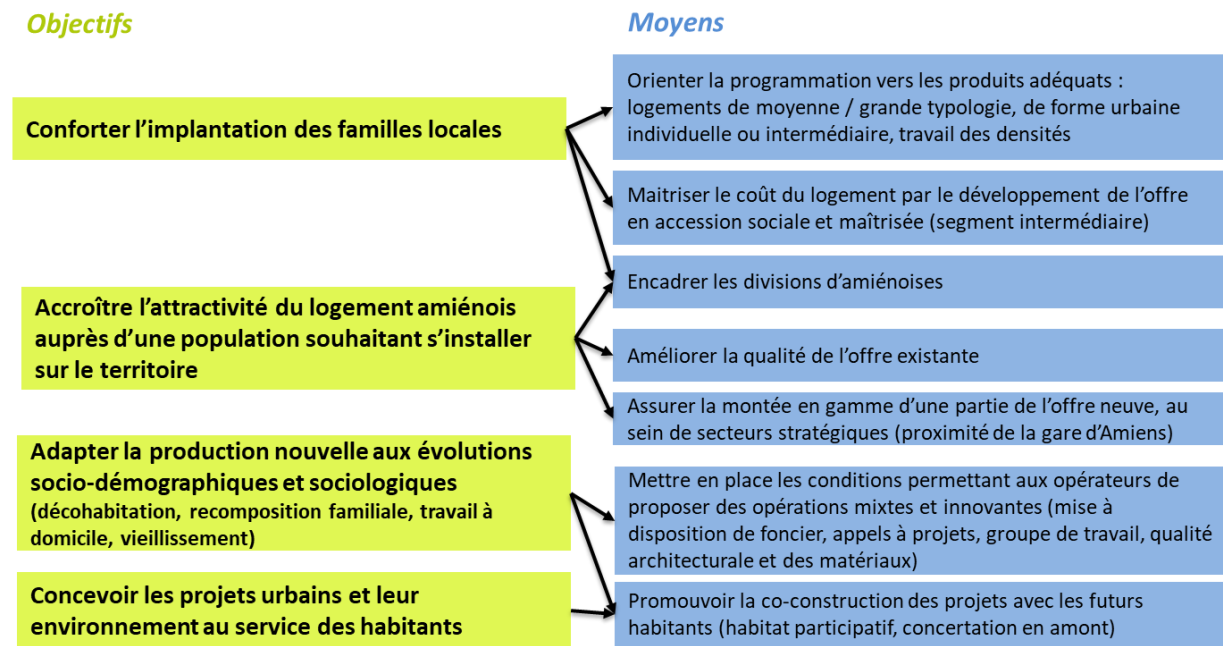 Objectifs
Moyens
Conforter l’implantation des familles locales
Orienter la programmation vers les produits adéquats :
logements de moyenne / grande typologie, de forme urbaine
individuelle ou intermédiaire, travail des densités
Maitriser le coût du logement par le développement de l’offre
en accession sociale et maîtrisée (segment intermédiaire)
Encadrer les divisions d’amiénoises
Accroître l’attractivité du logement amiénois
auprès d’une population souhaitant s’installer
sur le territoire
Améliorer la qualité de l’offre existante
Assurer la montée en gamme d’une partie de l’offre neuve, au
sein de secteurs stratégiques (proximité de la gare d’Amiens)
Adapter la production nouvelle aux évolutions
socio-démographiques et sociologiques
(décohabitation, recomposition familiale, travail à
domicile, vieillissement)
Mettre en place les conditions permettant aux opérateurs de
proposer des opérations mixtes et innovantes (mise à
disposition de foncier, appels à projets, groupe de travail, qualité
architecturale et des matériaux)
Concevoir les projets urbains et leur
environnement au service des habitants
Promouvoir la co-construction des projets avec les futurs
habitants (habitat participatif, concertation en amont)